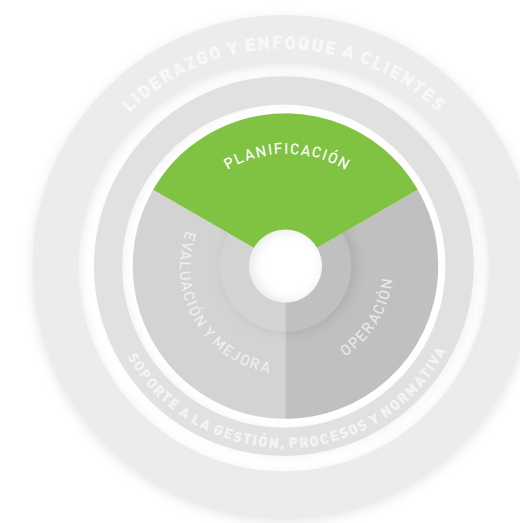 LIDERAZGO Y ENFOQUE A CLIENTES
PLANIFICACIÓN
EVALUACIÓN Y MEJORA
OPERACIÓN
SOPORTE A LA GESTIÓN, PROCESOS Y NORMATIVA